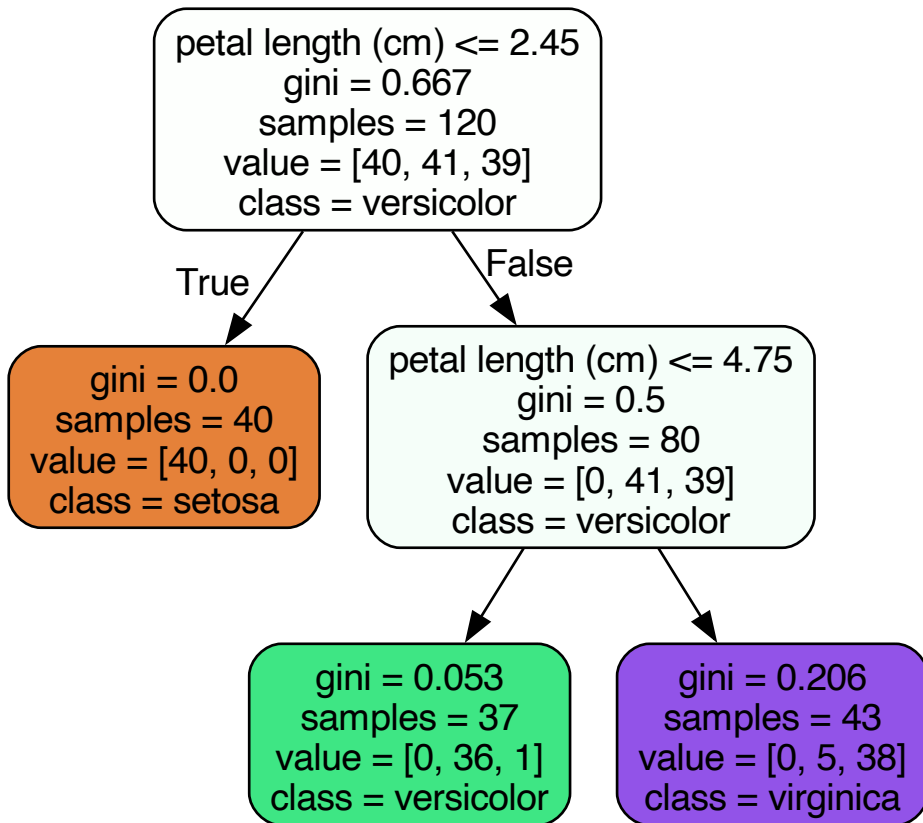 petal length (cm) <= 2.45
gini = 0.667
samples = 120
value = [40, 41, 39]
class = versicolor
True
False
gini = 0.0
samples = 40
value = [40, 0, 0]
class = setosa
petal length (cm) <= 4.75
gini = 0.5
samples = 80
value = [0, 41, 39]
class = versicolor
gini = 0.053
samples = 37
value = [0, 36, 1]
class = versicolor
gini = 0.206
samples = 43
value = [0, 5, 38]
class = virginica